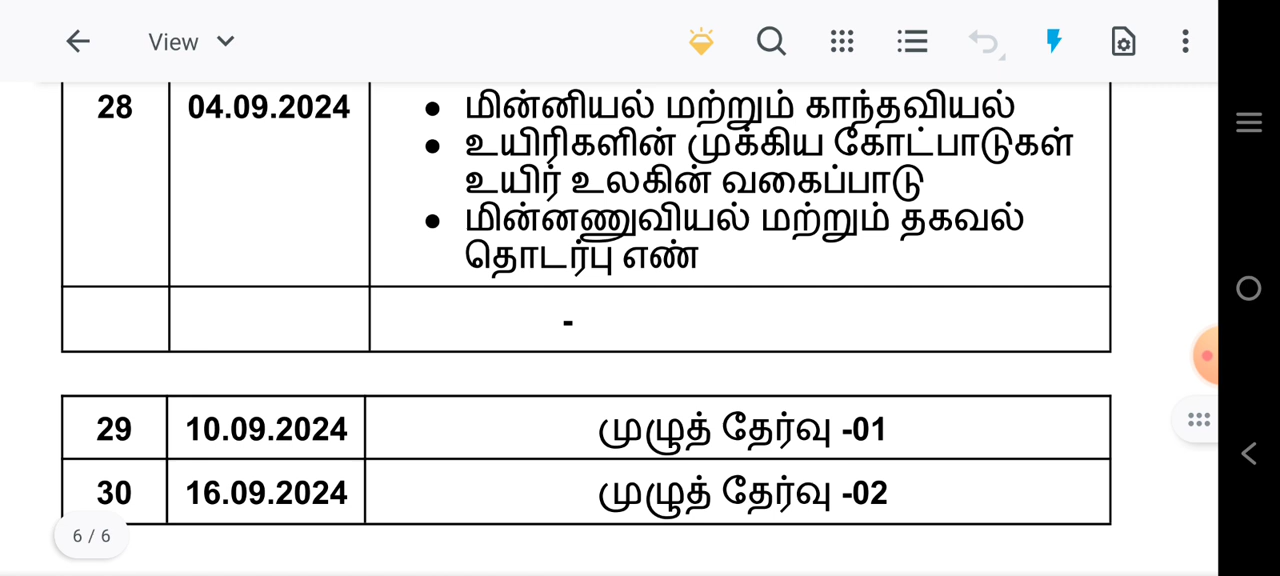 View
28 04.09.2024 ● மின்னியல் மற்றும் காந்தவியல்
● உயிரிகளின் முக்கிய கோட்பாடுகள்
உயிர் உலகின் வகைப்பாடு
● மின்னணுவியல் மற்றும் தகவல்
தொடர்பு எண்
-
29 10.09.2024 முழுத் தேர்வு -01
30 16.09.2024 முழுத் தேர்வு -02
6 / 6